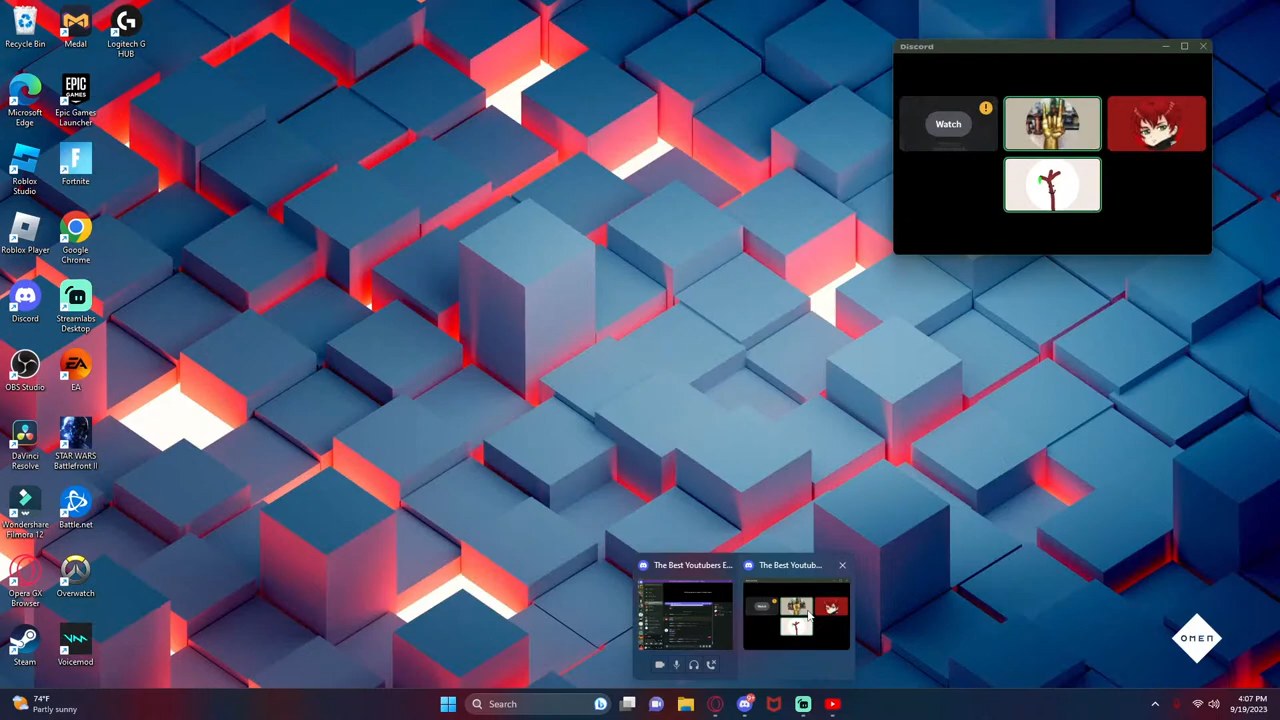 Recycle Bin
Medal
Logitech G
HUB
Microsoft
Edge
EPIC
GAMES
Epic Games
Launcher
Roblox
Studio
F
Fortnite
Roblox Player
Google
Chrome
Discord
Streamlabs
Desktop
OBS Studio
EA
EA
DaVinci
Resolve
STAR WARS
Battlefront II
Wondershare
Filmora 12
Battle.net
Opera GX
Browser
Overwatch
Steam
Voicemod
Discord
Watch
!
The Best Youtubers E...
The Best Youtub...
Watch
OMEN
74°F
Partly sunny
Search
4:07 PM
9/19/2023